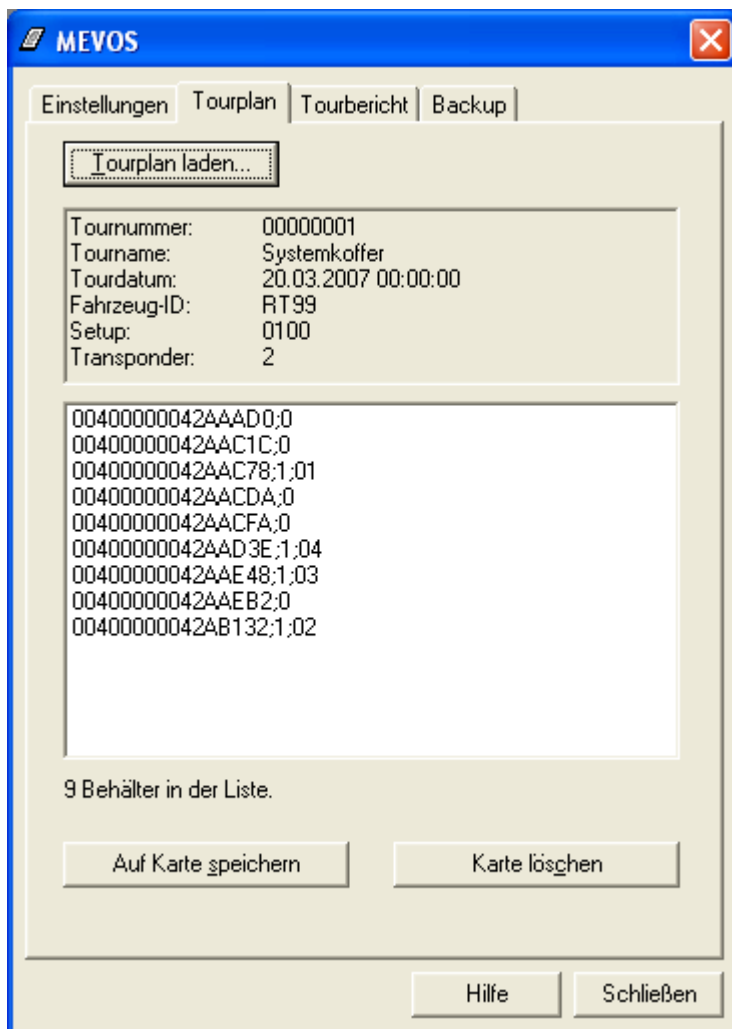 MEVOS
Einstellungen Tourplan Tourbericht Backup
Tourplan laden...
Tournummer: 00000001
Tourname: Systemkoffer
Tourdatum: 20.03.2007 00:00:00
Fahrzeug-ID: RT99
Setup: 0100
Transponder: 2
00400000042AAAD0;0
00400000042AAC1C;0
00400000042AAC78;1;01
00400000042AACDA;0
00400000042AACFA;0
00400000042AAD3E;1;04
00400000042AAE48;1;03
00400000042AAEB2;0
00400000042AB132;1;02
9 Behälter in der Liste.
Auf Karte speichern Karte löschen
Hilfe Schließen